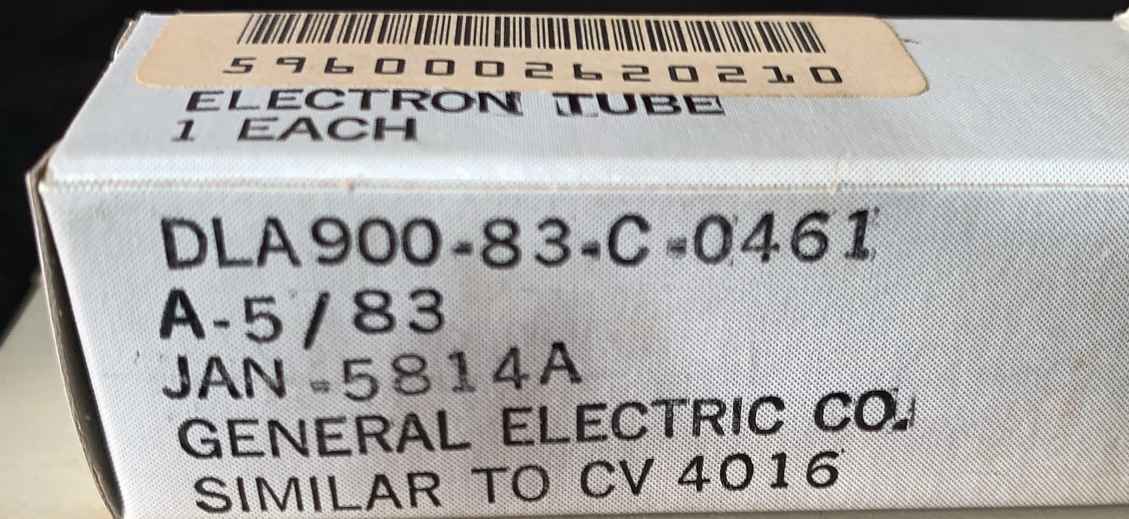 5960002620210
ELECTRON TUBE
1 EACH
DLA900-83-C-0461
A-5/83
JAN-5814A
GENERAL ELECTRIC CO.
SIMILAR TO CV 4016